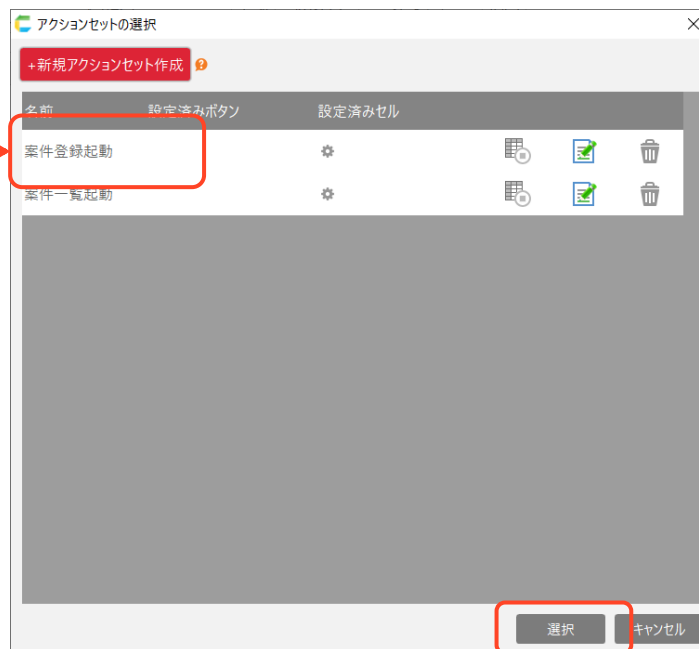 アクションセットの選択
+新規アクションセット作成
名前 設定済みボタン 設定済みセル
案件登録起動
案件一覧起動
選択 キャンセル